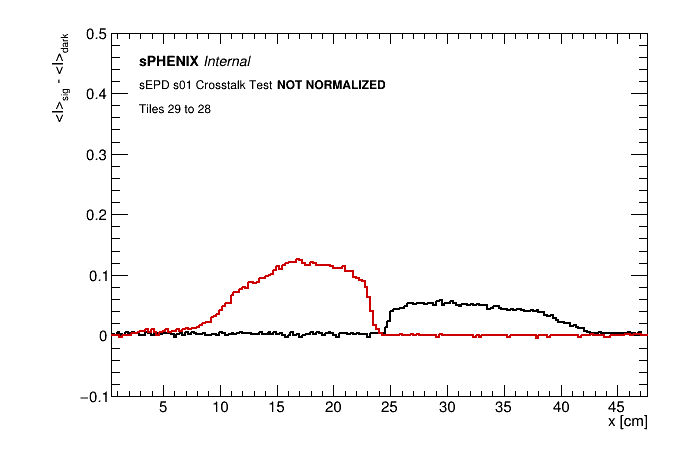 0.5
<I>sig - <I>dark
sPHENIX Internal
sEPD s01 Crosstalk Test NOT NORMALIZED
Tiles 29 to 28
0.4
0.3
0.2
0.1
0
−0.1
5 10 15 20 25 30 35 40 45
x [cm]